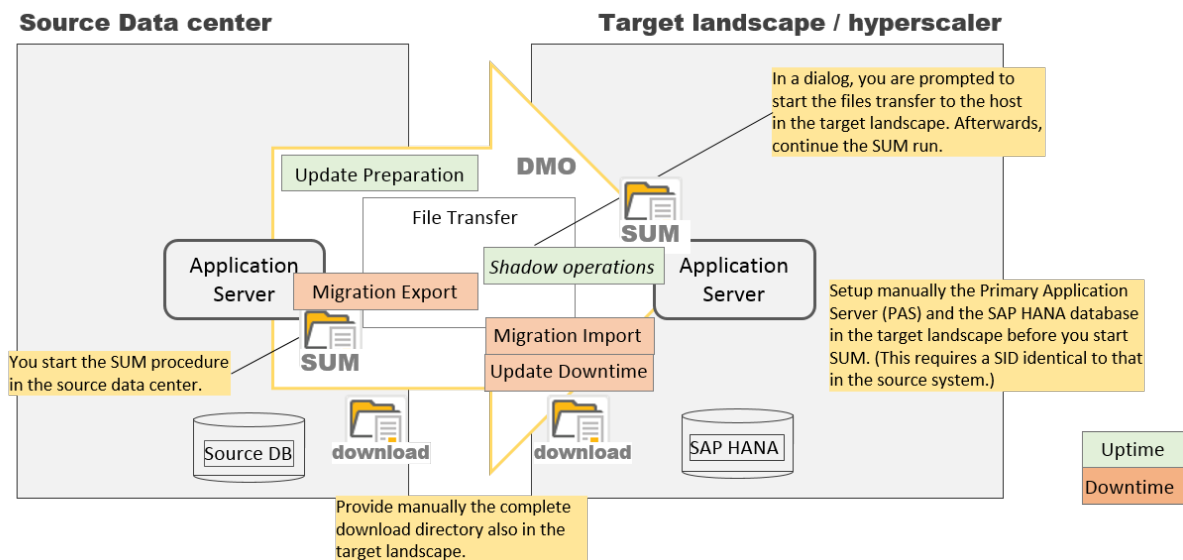 Source Data center
Target landscape / hyperscaler
In a dialog, you are prompted to
start the files transfer to the host
in the target landscape. Afterwards,
continue the SUM run.
DMO
Update Preparation
File Transfer
SUM
Shadow operations
Application
Server
Application
Server
Migration Export
Setup manually the Primary Application
Server (PAS) and the SAP HANA database
in the target landscape before you start
SUM. (This requires a SID identical to that
in the source system.)
Migration Import
SUM
You start the SUM procedure
in the source data center.
Update Downtime
Source DB
download
download
SAP HANA
Uptime
Downtime
Provide manually the complete
download directory also in the
target landscape.